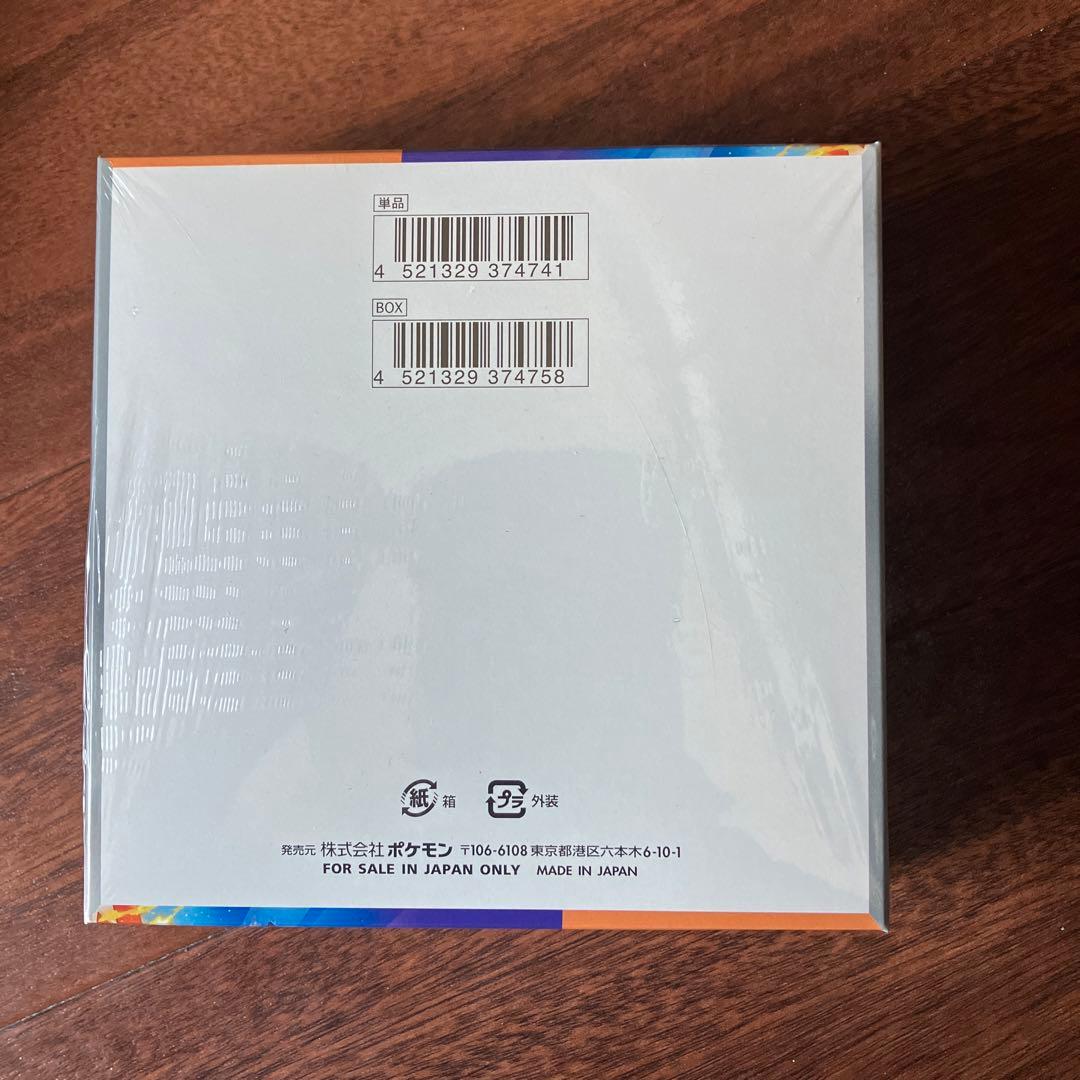 単品
4 521329 374741
BOX
4 521329 374758
紙 箱 プラ 外装
発売元 株式会社 ポケモン 〒106-6108 東京都港区六本木6-10-1
FOR SALE IN JAPAN ONLY MADE IN JAPAN